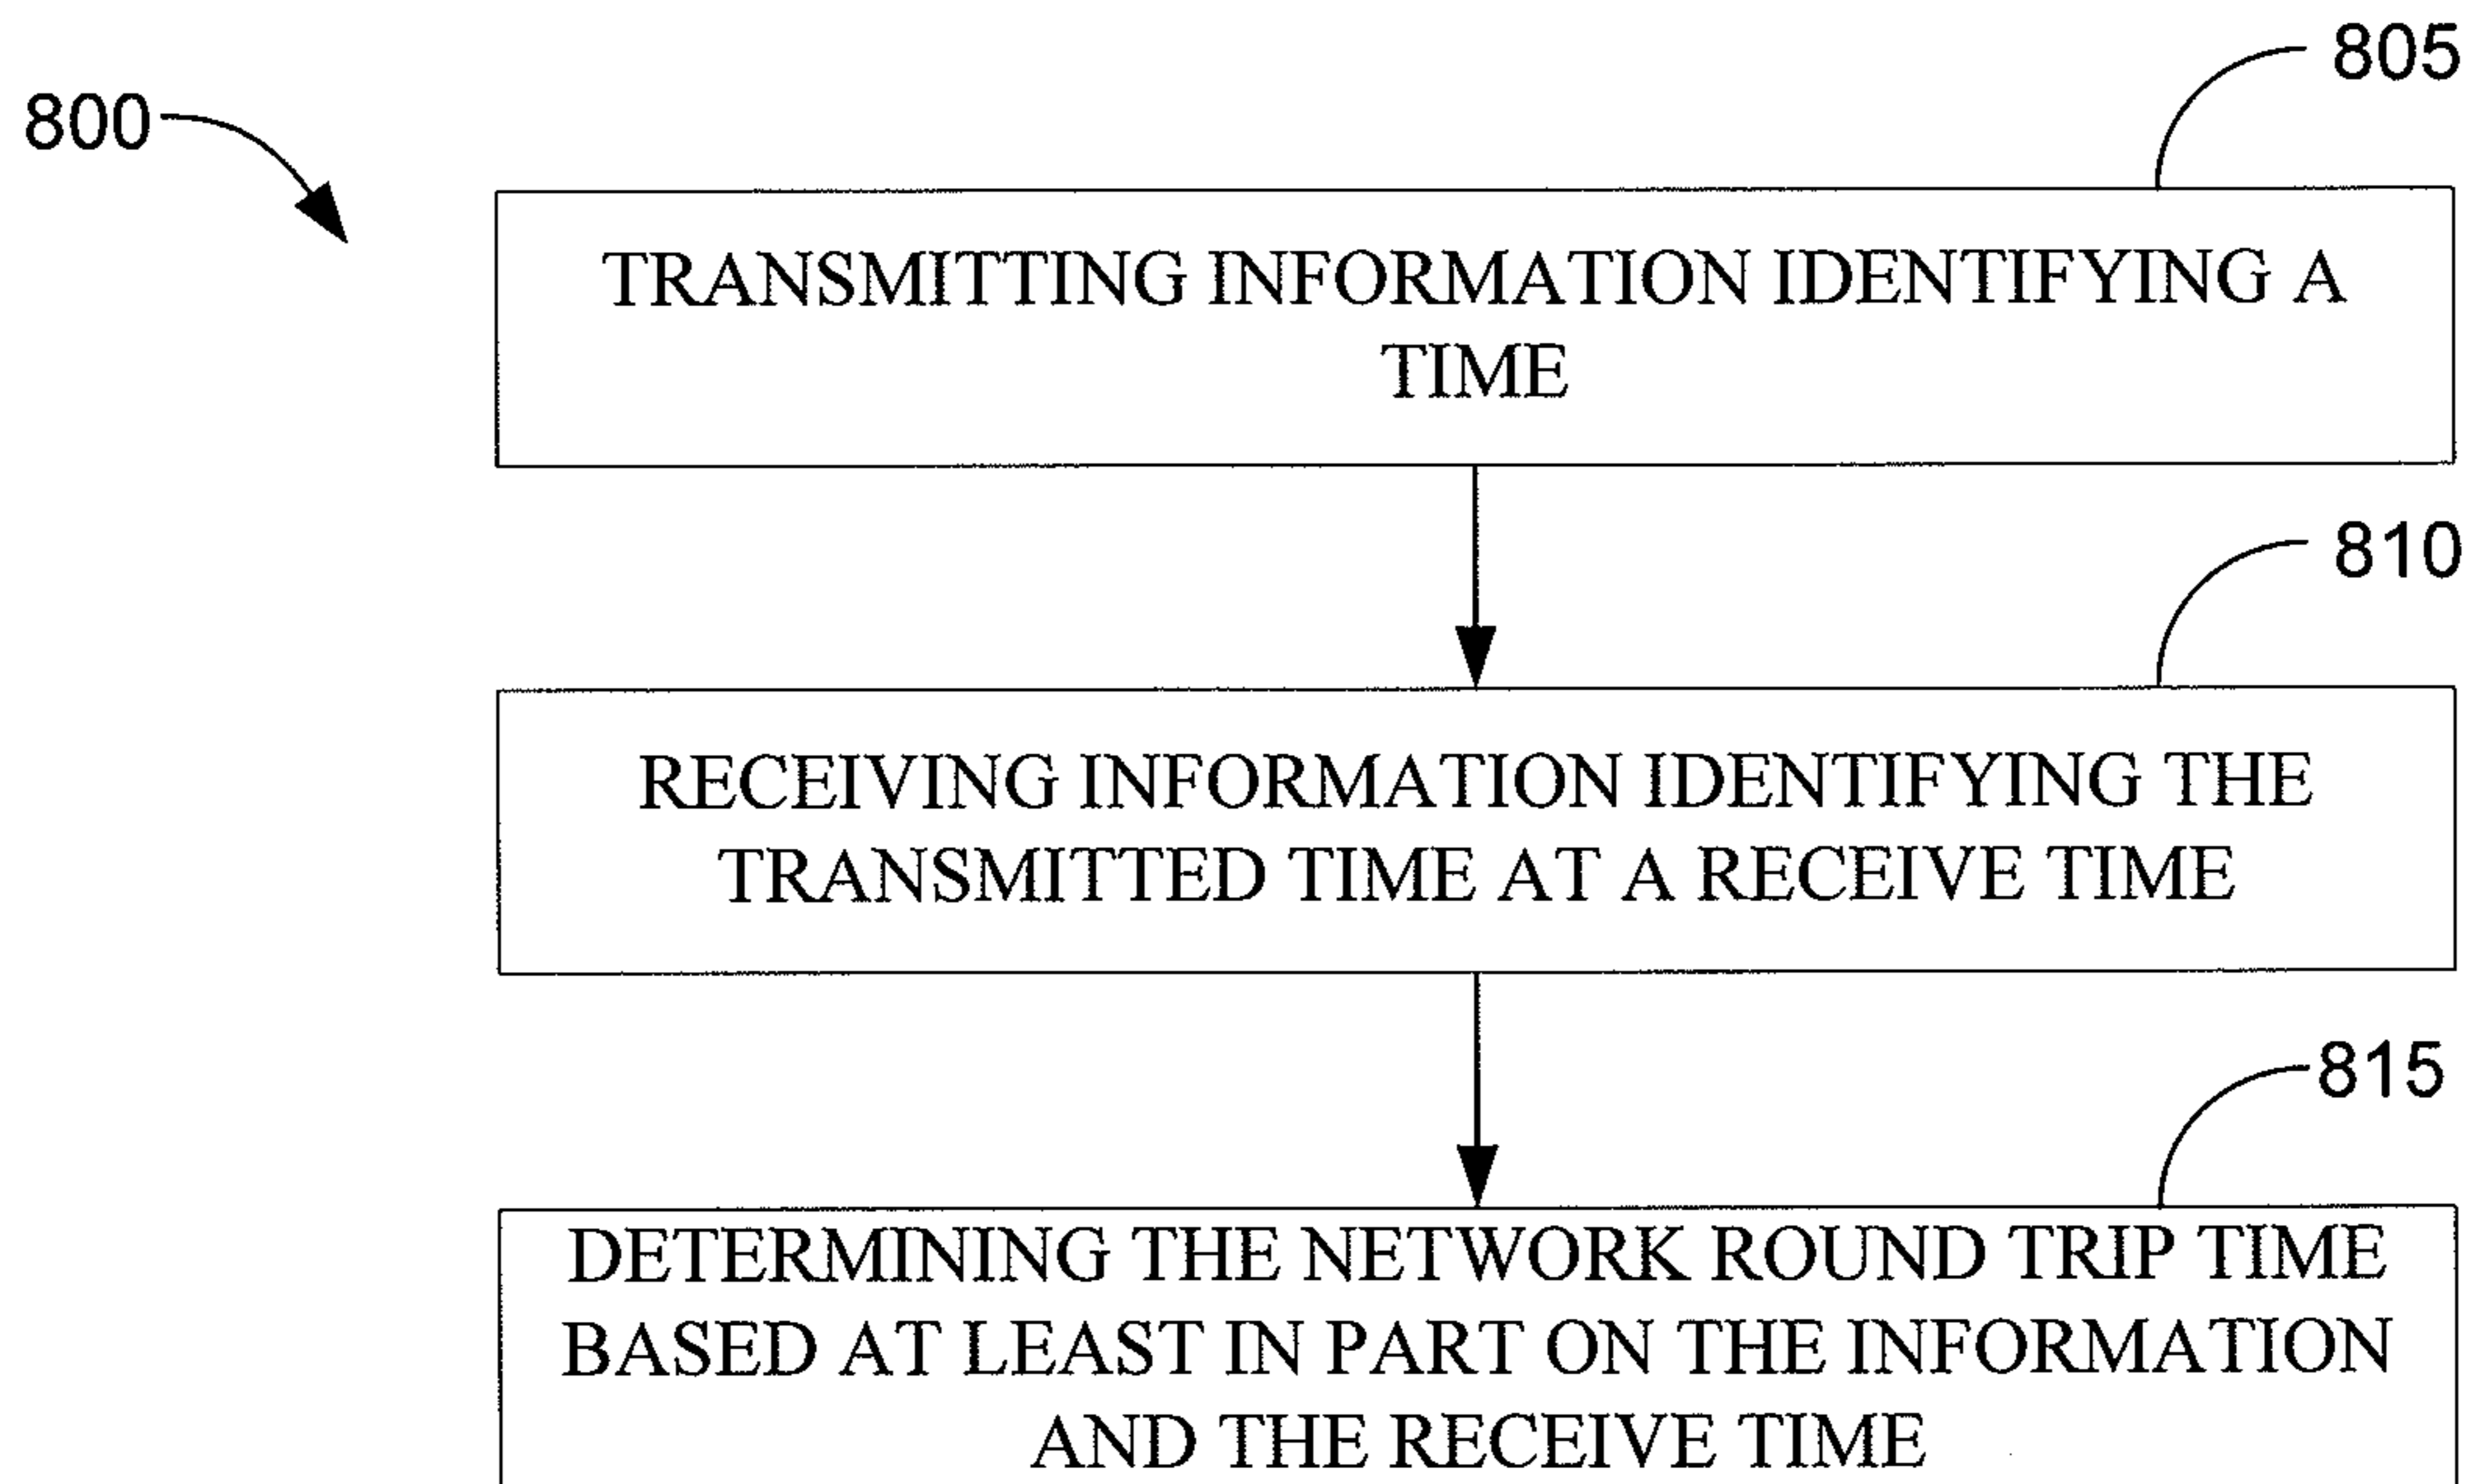 805
800
TRANSMITTING INFORMATION IDENTIFYING A
TIME
810
RECEIVING INFORMATION IDENTIFYING THE
TRANSMITTED TIME AT A RECEIVE TIME
815
DETERMINING THE NETWORK ROUND TRIP TIME
BASED AT LEAST IN PART ON THE INFORMATION
AND THE RECEIVE TIME